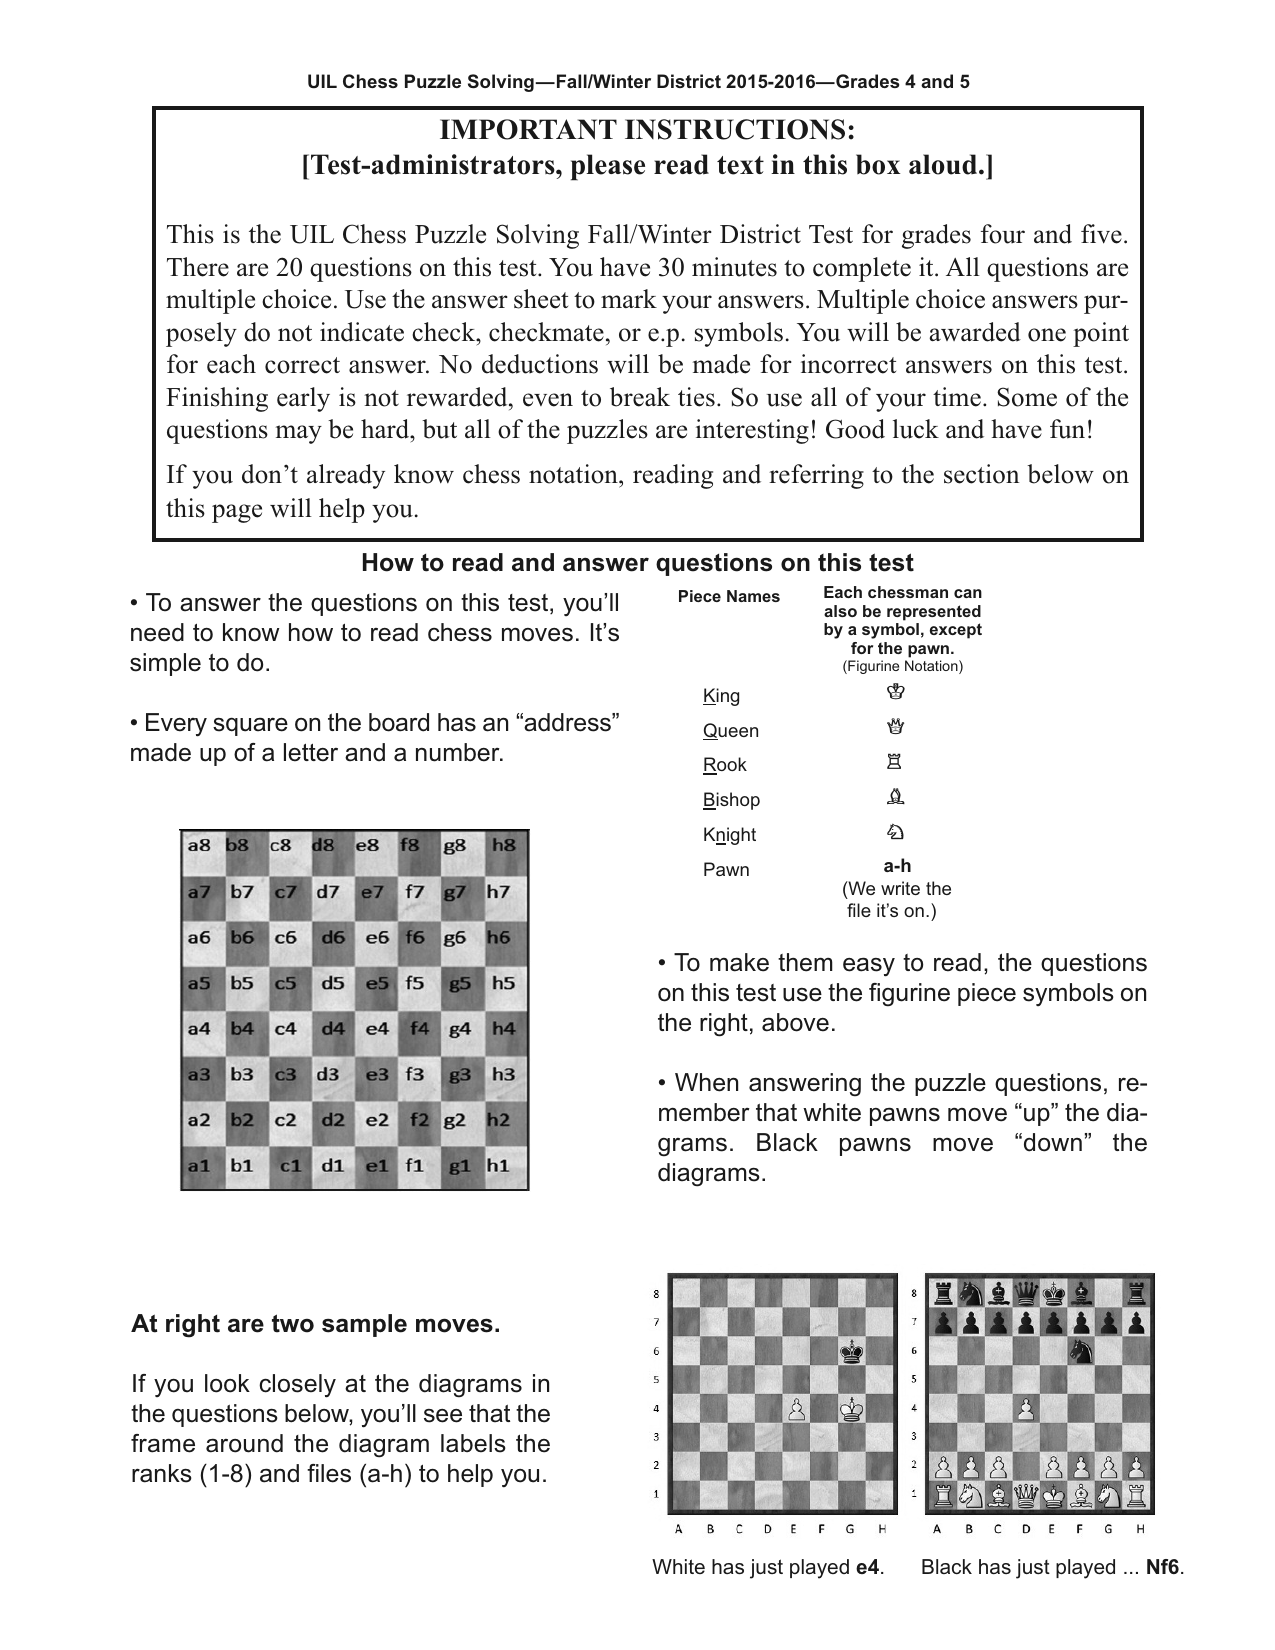 UIL Chess Puzzle Solving—Fall/Winter District 2015-2016—Grades 4 and 5
IMPORTANT INSTRUCTIONS:
[Test-administrators, please read text in this box aloud.]
This is the UIL Chess Puzzle Solving Fall/Winter District Test for grades four and five.
There are 20 questions on this test. You have 30 minutes to complete it. All questions are
multiple choice. Use the answer sheet to mark your answers. Multiple choice answers pur-
posely do not indicate check, checkmate, or e.p. symbols. You will be awarded one point
for each correct answer. No deductions will be made for incorrect answers on this test.
Finishing early is not rewarded, even to break ties. So use all of your time. Some of the
questions may be hard, but all of the puzzles are interesting! Good luck and have fun!
If you don’t already know chess notation, reading and referring to the section below on
this page will help you.
How to read and answer questions on this test
• To answer the questions on this test, you’ll
need to know how to read chess moves. It’s
simple to do.
• Every square on the board has an “address”
made up of a letter and a number.
a8 b8 c8 d8 e8 f8 g8 h8
a7 b7 c7 d7 e7 f7 g7 h7
a6 b6 c6 d6 e6 f6 g6 h6
a5 b5 c5 d5 e5 f5 g5 h5
a4 b4 c4 d4 e4 f4 g4 h4
a3 b3 c3 d3 e3 f3 g3 h3
a2 b2 c2 d2 e2 f2 g2 h2
a1 b1 c1 d1 e1 f1 g1 h1
Piece Names
Each chessman can
also be represented
by a symbol, except
for the pawn.
(Figurine Notation)
King ♔
Queen ♕
Rook ♖
Bishop ♗
Knight ♘
Pawn a-h
(We write the
file it’s on.)
• To make them easy to read, the questions
on this test use the figurine piece symbols on
the right, above.
• When answering the puzzle questions, re-
member that white pawns move “up” the dia-
grams. Black pawns move “down” the
diagrams.
At right are two sample moves.
If you look closely at the diagrams in
the questions below, you’ll see that the
frame around the diagram labels the
ranks (1-8) and files (a-h) to help you.
8
7
6
5
4
3
2
1
A B C D E F G H
White has just played e4.
8
7
6
5
4
3
2
1
A B C D E F G H
Black has just played ... Nf6.